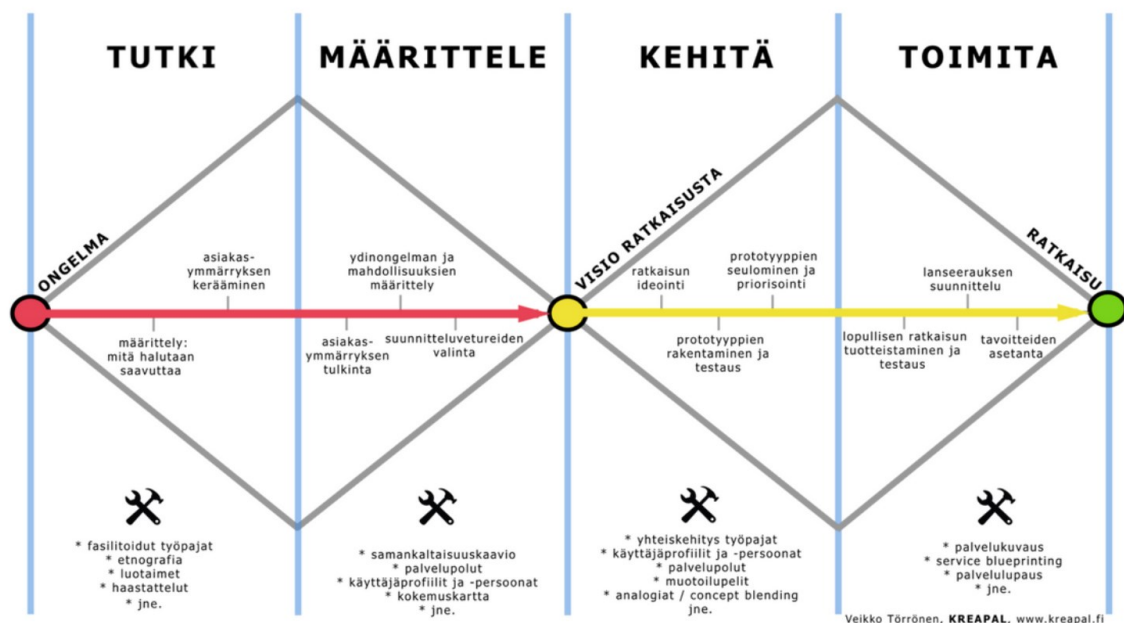 TUTKI
MÄÄRITTELE
KEHITÄ
TOIMITA
ONGELMA
asiakas-
ymmärryksen
kerääminen
määrittely:
mitä halutaan
saavuttaa
ydinongelman ja
mahdollisuuksien
määrittely
asiakas-
ymmärryksen
tulkinta
suunnitteluvetureiden
valinta
VISIO RATKAISUSTA
ratkaisun
ideointi
prototyyppien
seulominen ja
priorisointi
prototyyppien
rakentaminen ja
testaus
lanseerauksen
suunnittelu
lopullisen ratkaisun
tuotteistaminen ja
testaus
tavoitteiden
asetanta
RATKAISU
* fasilitoidut työpajat
* etnografia
* luotaimet
* haastattelut
* jne.
* samankaltaisuuskaavio
* palvelupolut
* käyttäjäprofiilit ja -persoonat
* kokemuskartta
* jne.
* yhteiskehitys työpajat
* käyttäjäprofiilit ja -persoonat
* palvelupolut
* muotoilupelit
* analogiat / concept blending
jne.
* palvelukuvaus
* service blueprinting
* palvelulupaus
* jne.
Veikko Törrönen, KREAPAL, www.kreapal.fi